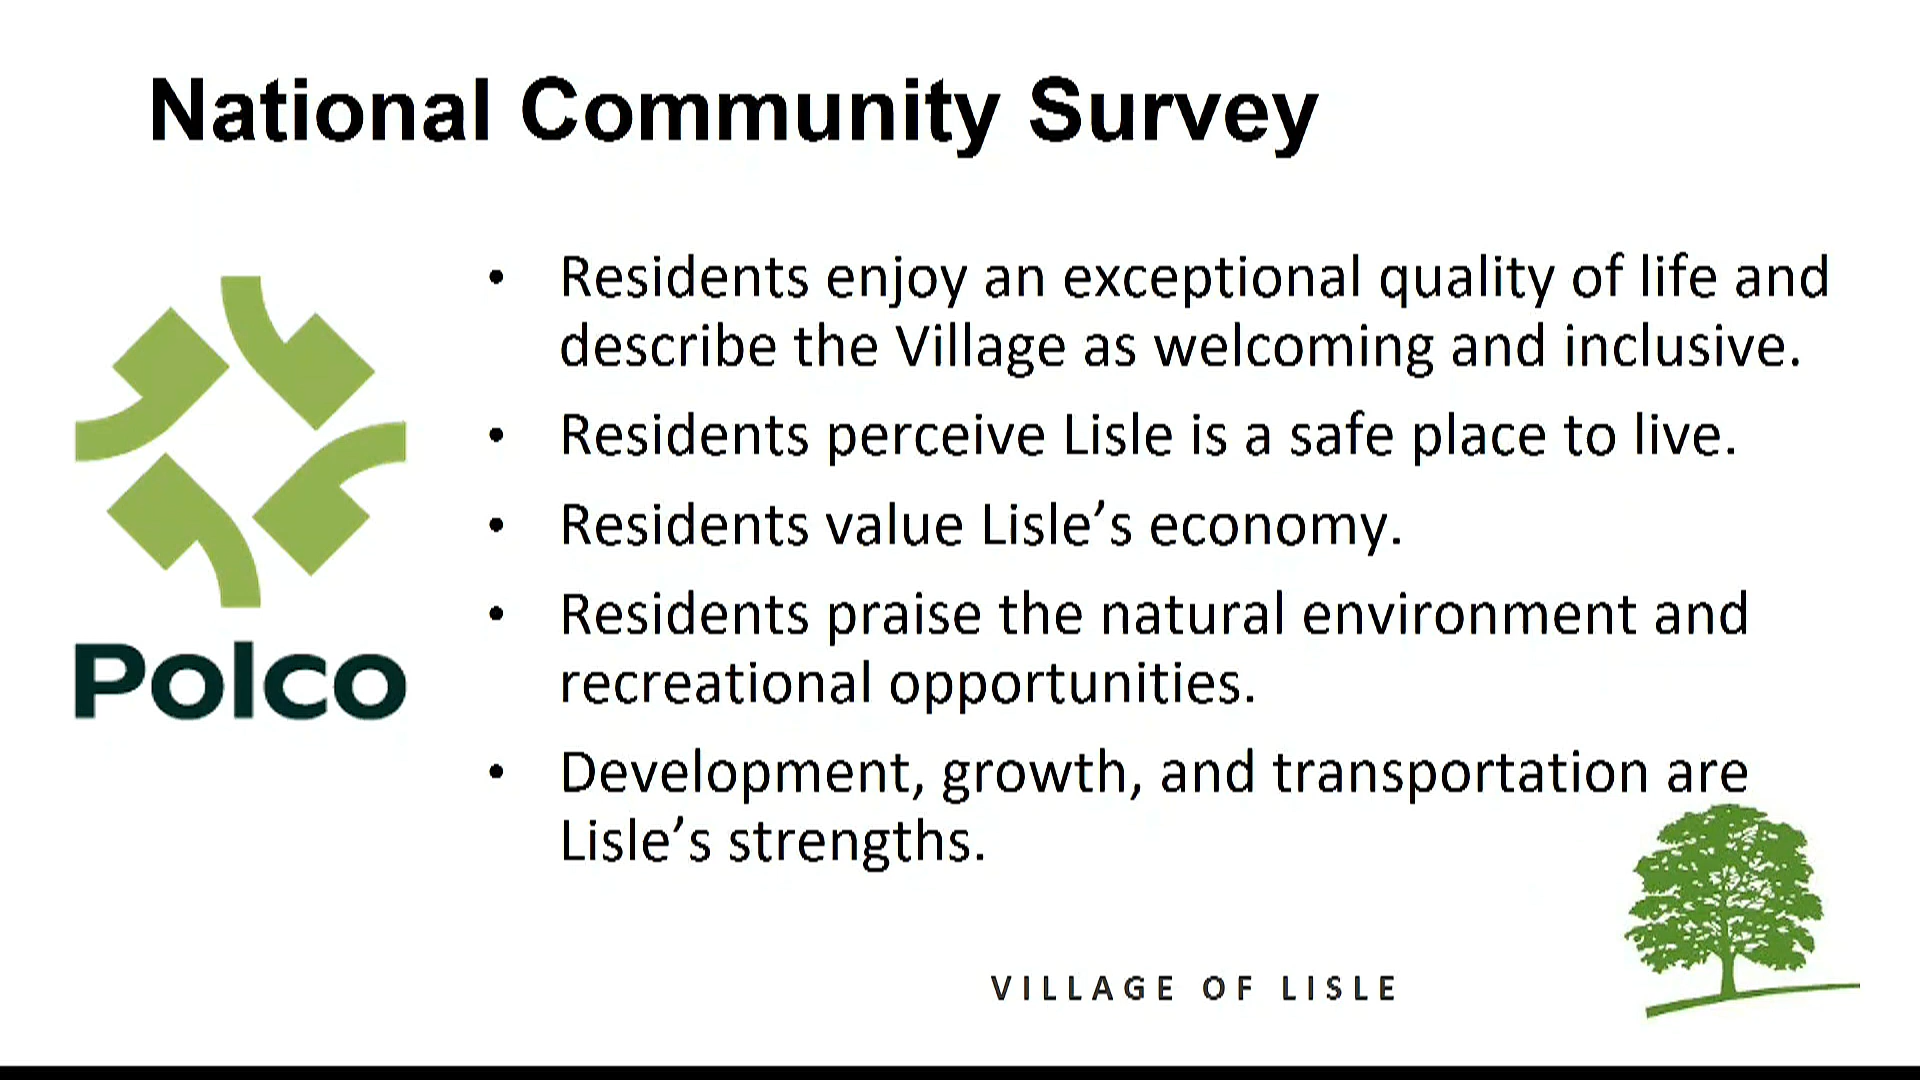 National Community Survey
• Residents enjoy an exceptional quality of life and
describe the Village as welcoming and inclusive.
• Residents perceive Lisle is a safe place to live.
• Residents value Lisle’s economy.
• Residents praise the natural environment and
recreational opportunities.
• Development, growth, and transportation are
Lisle’s strengths.
Polco
VILLAGE OF LISLE